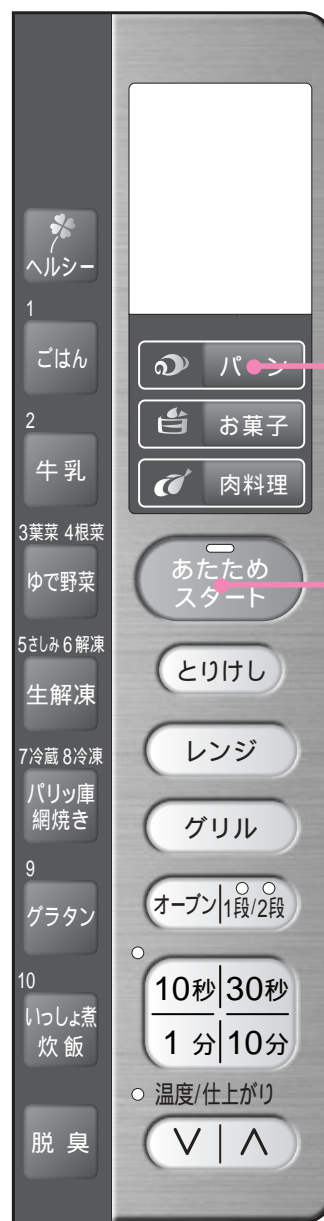 ヘルシー
1
ごはん
2
牛乳
3葉菜 4根菜
ゆで野菜
5さしみ 6解凍
生解凍
7冷蔵 8冷凍
パリッ庫
網焼き
9
グラタン
10
いっしょ煮
炊飯
脱臭
パン
お菓子
肉料理
あたため
スタート
とりけし
レンジ
グリル
オーブン 1段/2段
10秒 30秒
1分 10分
温度/仕上がり